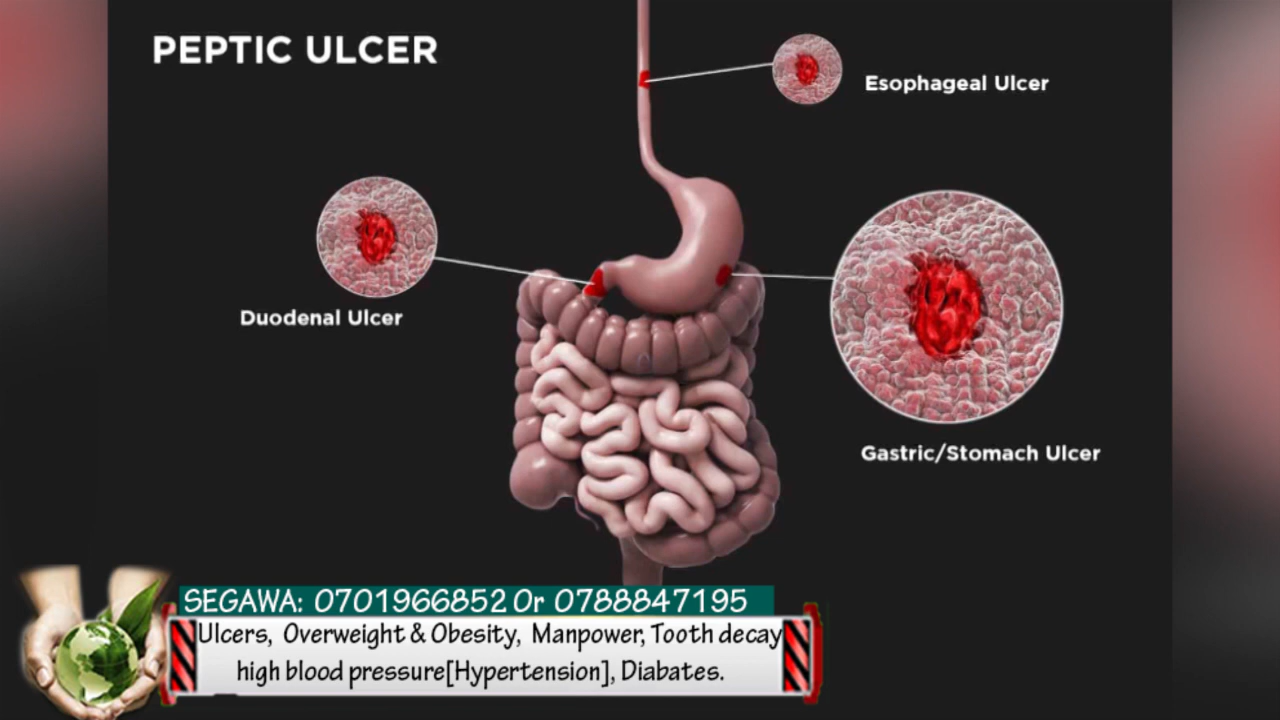 PEPTIC ULCER
Esophageal Ulcer
Duodenal Ulcer
Gastric/Stomach Ulcer
SEGAWA: 0701966852 Or 0788847195
Ulcers, Overweight & Obesity, Manpower, Tooth decay
high blood pressure[Hypertension], Diabates.